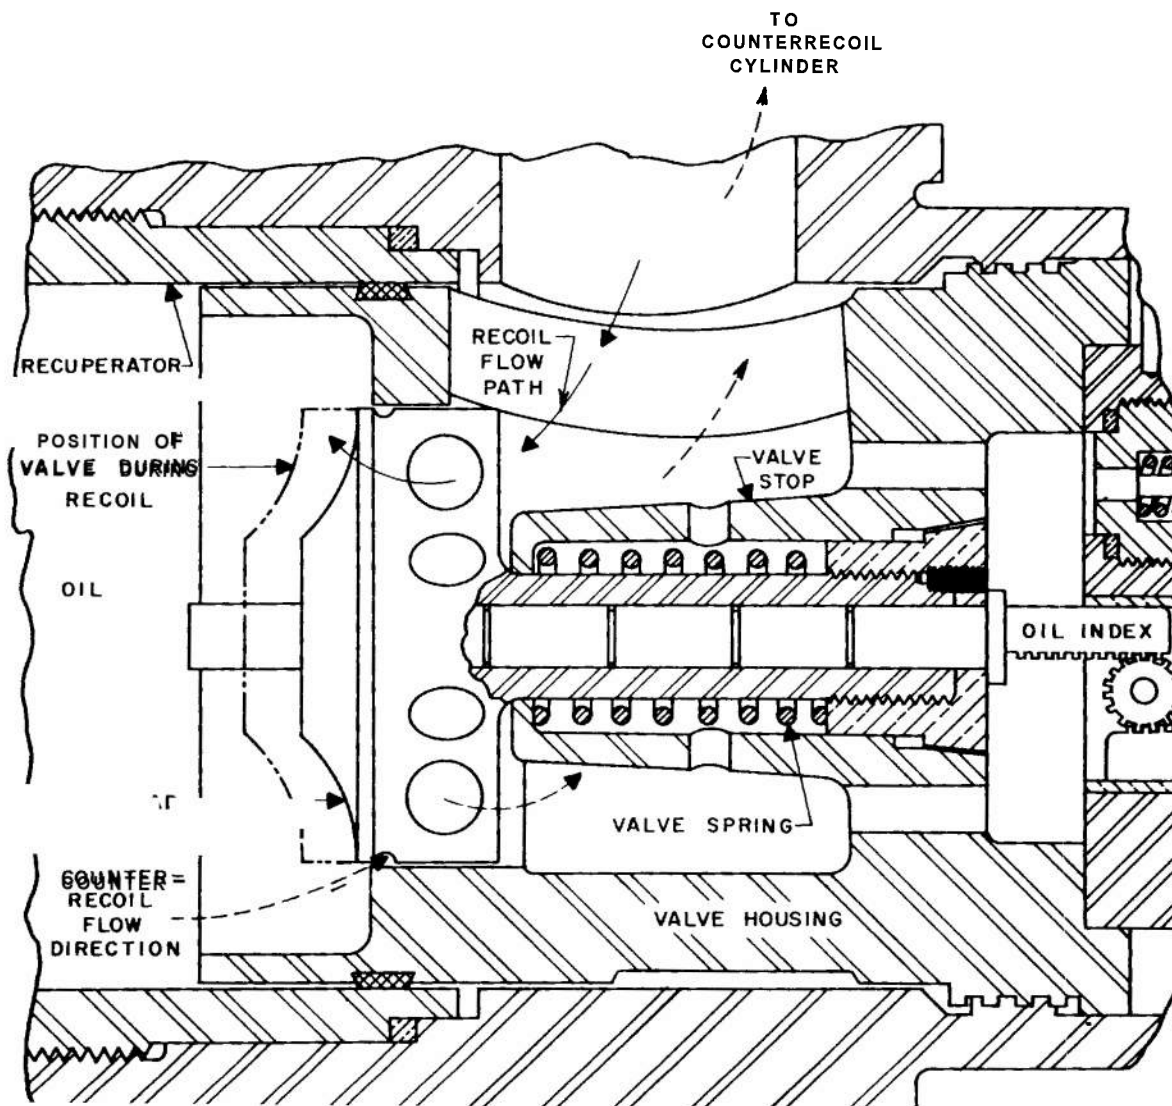 TO
COUNTERRECOIL
CYLINDER
RECUPERATOR
RECOIL
FLOW
PATH
POSITION OF
VALVE DURING
RECOIL
VALVE
STOP
OIL
OIL INDEX
VALVE SPRING
COUNTER=
RECOIL
FLOW
DIRECTION
VALVE HOUSING